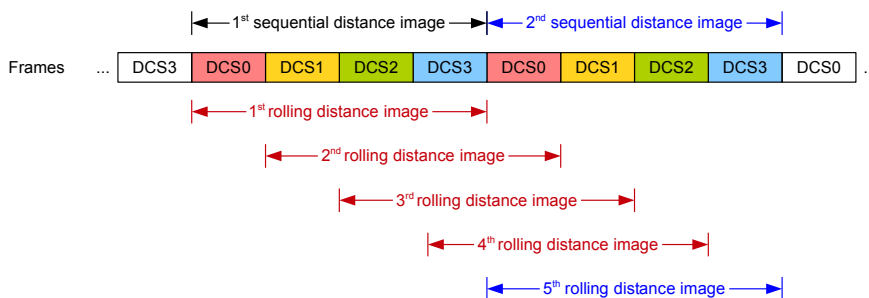 1st sequential distance image 2nd sequential distance image
Frames ... DCS3 DCS0 DCS1 DCS2 DCS3 DCS0 DCS1 DCS2 DCS3 DCS0 .
1st rolling distance image
2nd rolling distance image
3rd rolling distance image
4th rolling distance image
5th rolling distance image